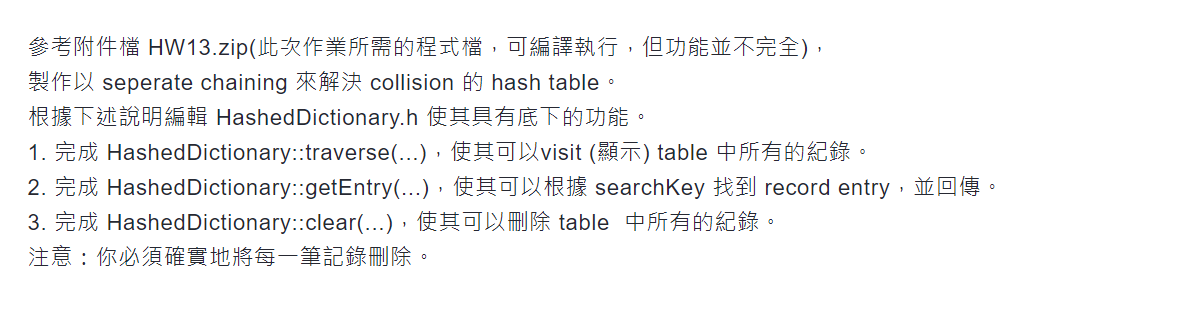 參考附件檔 HW13.zip(此次作業所需的程式檔，可編譯執行，但功能並不完全)，
製作以 seperate chaining 來解決 collision 的 hash table。
根據下述說明編輯 HashedDictionary.h 使其具有底下的功能。
1. 完成 HashedDictionary::traverse(...)，使其可以visit (顯示) table 中所有的紀錄。
2. 完成 HashedDictionary::getEntry(...)，使其可以根據 searchKey 找到 record entry，並回傳。
3. 完成 HashedDictionary::clear(...)，使其可以刪除 table  中所有的紀錄。
注意：你必須確實地將每一筆記錄刪除。